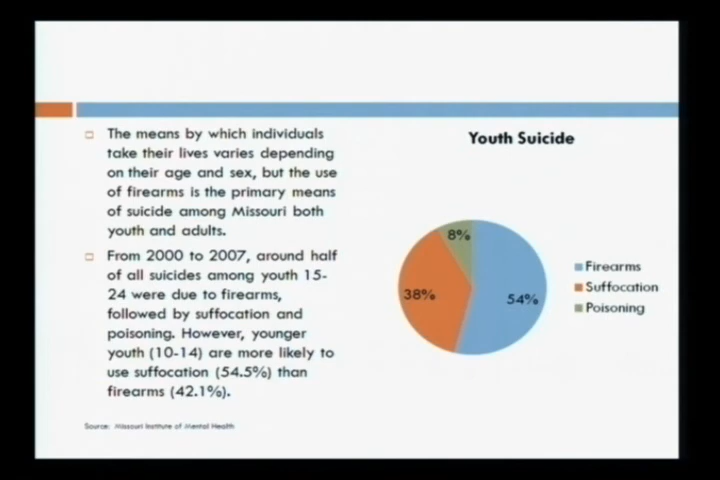 The means by which individuals
take their lives varies depending
on their age and sex, but the use
of firearms is the primary means
of suicide among Missouri both
youth and adults.
From 2000 to 2007, around half
of all suicides among youth 15-
24 were due to firearms,
followed by suffocation and
poisoning. However, younger
youth (10-14) are more likely to
use suffocation (54.5%) than
firearms (42.1%).
Source: Missouri Institute of Mental Health
Youth Suicide
8%
38%
54%
Firearms
Suffocation
Poisoning